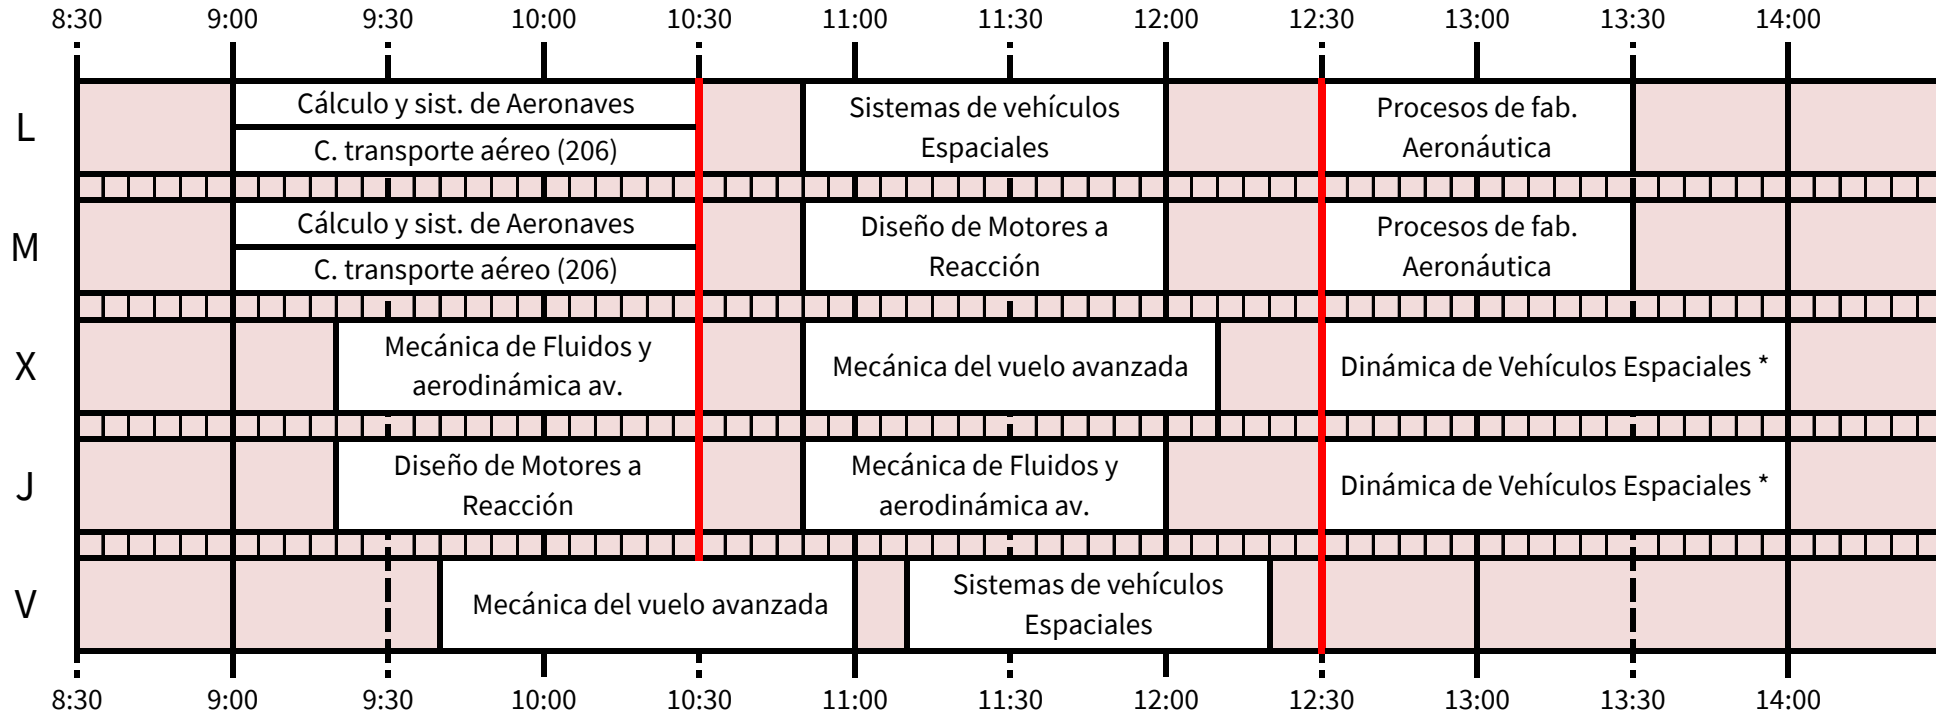 8:30 9:00 9:30 10:00 10:30 11:00 11:30 12:00 12:30 13:00 13:30 14:00
L
Cálculo y sist. de Aeronaves
C. transporte aéreo (206)
Sistemas de vehículos
Espaciales
Procesos de fab.
Aeronáutica
M
Cálculo y sist. de Aeronaves
C. transporte aéreo (206)
Diseño de Motores a
Reacción
Procesos de fab.
Aeronáutica
X
Mecánica de Fluidos y
aerodinámica av.
Mecánica del vuelo avanzada
Dinámica de Vehículos Espaciales *
J
Diseño de Motores a
Reacción
Mecánica de Fluidos y
aerodinámica av.
Dinámica de Vehículos Espaciales *
V
Mecánica del vuelo avanzada
Sistemas de vehículos
Espaciales
8:30 9:00 9:30 10:00 10:30 11:00 11:30 12:00 12:30 13:00 13:30 14:00